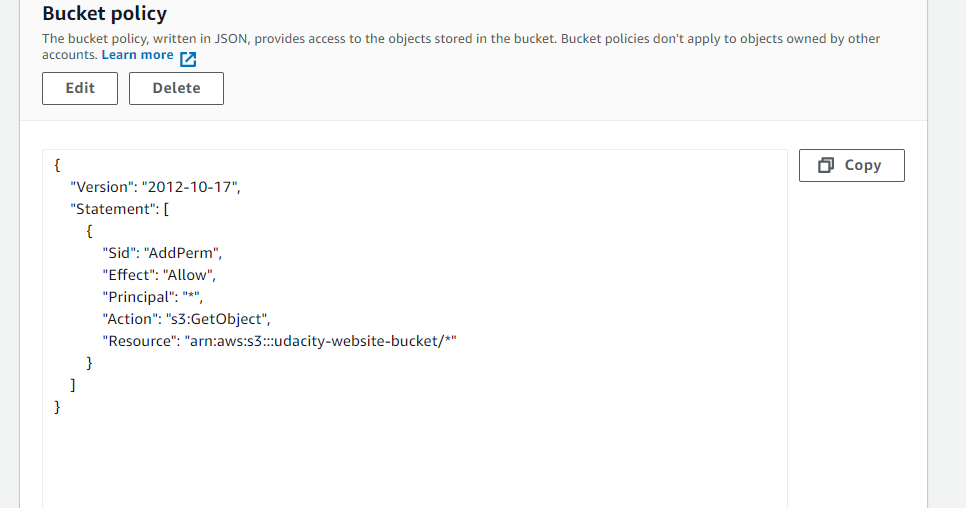 Bucket policy
The bucket policy, written in JSON, provides access to the objects stored in the bucket. Bucket policies don't apply to objects owned by other
accounts. Learn more
Edit
Delete
Copy
{
"Version": "2012-10-17",
"Statement": [
{
"Sid": "AddPerm",
"Effect": "Allow",
"Principal": "*",
"Action": "s3:GetObject",
"Resource": "arn:aws:s3:::udacity-website-bucket/*"
}
]
}